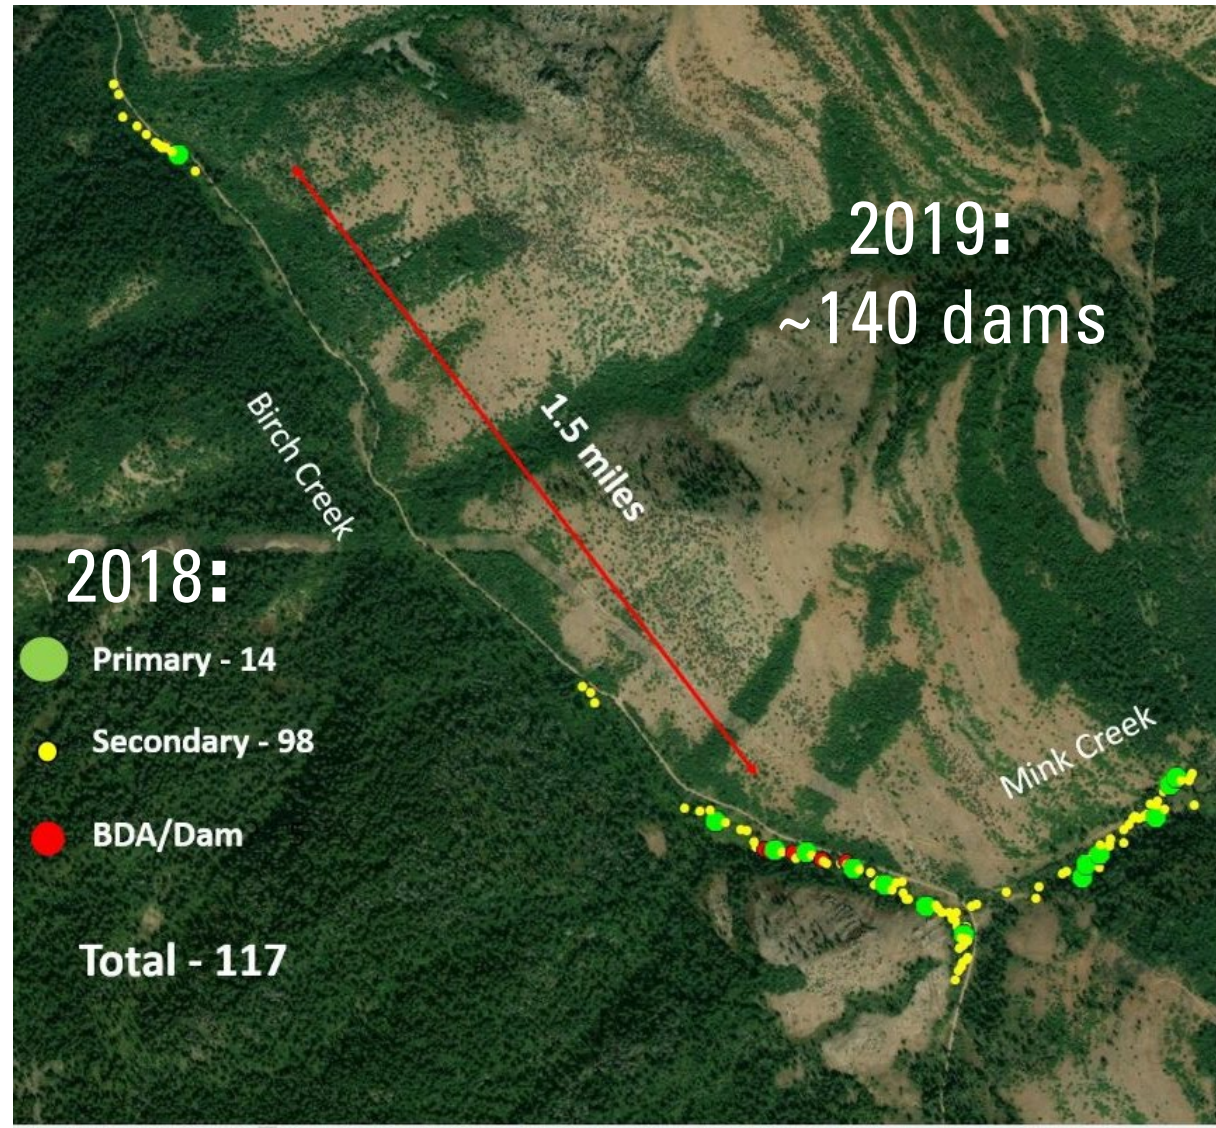 2019:
~140 dams
1.5 miles
Birch Creek
2018:
Primary - 14
Secondary - 98
BDA/Dam
Total - 117
Mink Creek